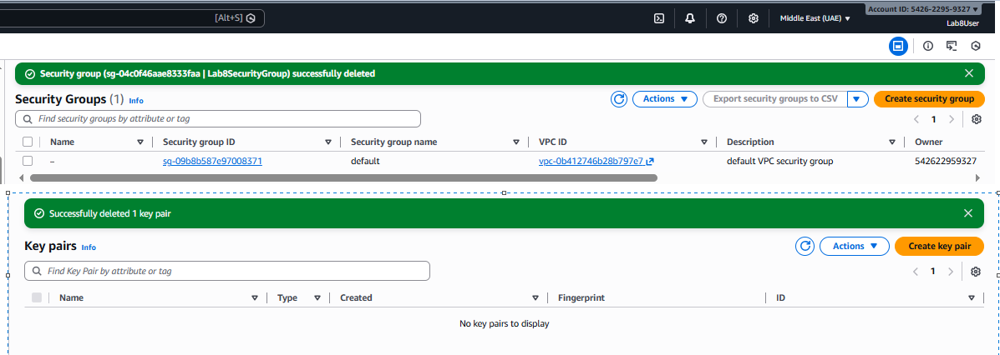 [Alt+S]
Middle East (UAE)
Account ID: 5426-2295-9327
Lab8User
Security group (sg-04c0f46aae8333faa | Lab8SecurityGroup) successfully deleted
Security Groups (1) Info
Actions
Export security groups to CSV
Create security group
Find security groups by attribute or tag
1
Name Security group ID Security group name VPC ID Description Owner
– sg-09b8b587e97008371 default vpc-0b412746b28b797e7 default VPC security group 542622959327
Successfully deleted 1 key pair
Key pairs Info
Actions
Create key pair
Find Key Pair by attribute or tag
1
Name Type Created Fingerprint ID
No key pairs to display